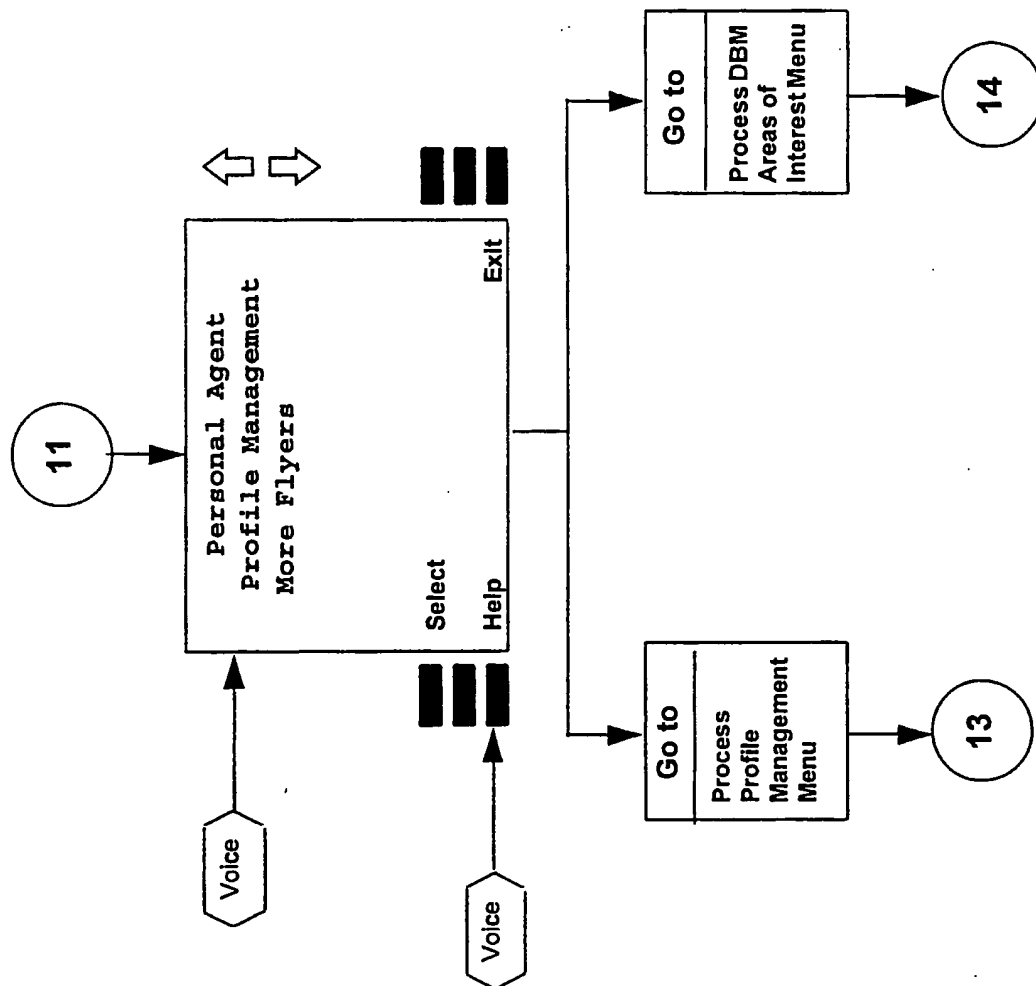 11
Voice
Personal Agent
Profile Management
More Flyers
Select
Help
Exit
Voice
Go to
Process
Profile
Management
Menu
13
Go to
Process DBM
Areas of
Interest Menu
14